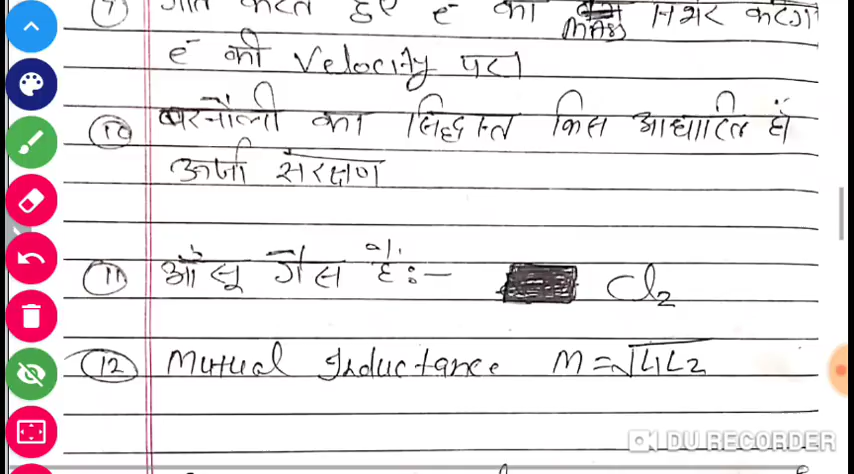 गति करते हुए e⁻ का mass निर्भर करेगा
e⁻ की Velocity पर।
(10) बरनौली का सिद्धान्त किस आधारित हैं
ऊर्जा संरक्षण
(11) आँसू गैस है :- Cl₂
(12) Mutual Inductance M = √L1L2
DU RECORDER